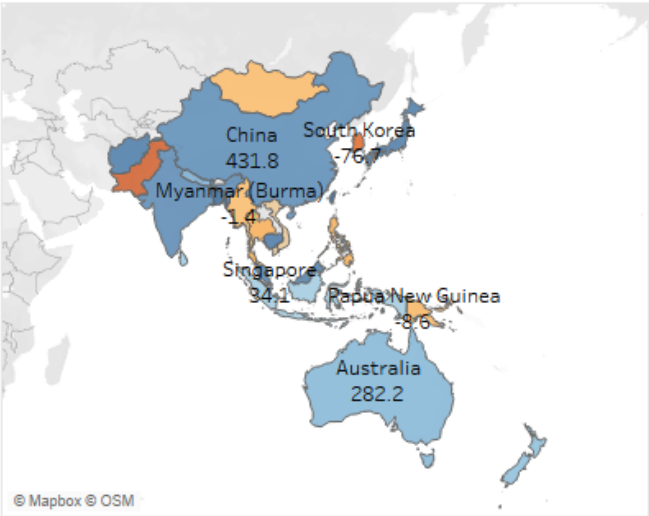 China
431.8
South Korea
-76.7
Myanmar (Burma)
-1.4
Singapore
34.1
Papua New Guinea
-8.6
Australia
282.2
© Mapbox © OSM